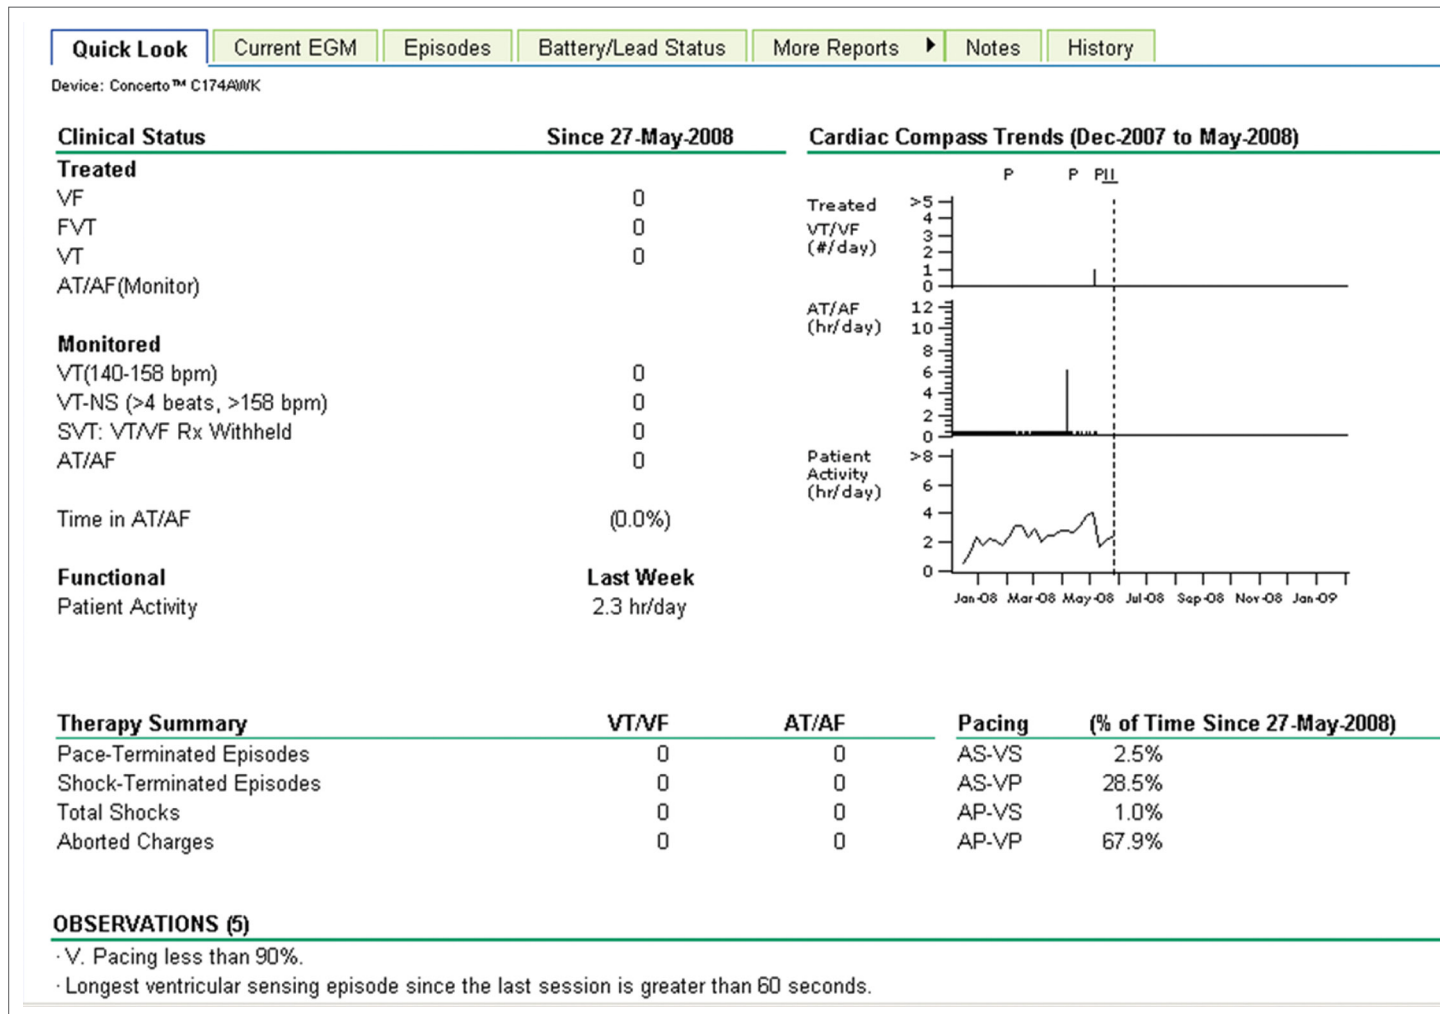 Quick Look Current EGM Episodes Battery/Lead Status More Reports Notes History
Device: Concerto™ C174AWK
Clinical Status Since 27-May-2008
Treated
VF 0
FVT 0
VT 0
AT/AF(Monitor)
Monitored
VT(140-158 bpm) 0
VT-NS (>4 beats, >158 bpm) 0
SVT: VT/VF Rx Withheld 0
AT/AF 0
Time in AT/AF (0.0%)
Functional Last Week
Patient Activity 2.3 hr/day
Cardiac Compass Trends (Dec-2007 to May-2008)
P P PII
Treated
VT/VF
(#/day)
>5
4
3
2
1
0
AT/AF
(hr/day)
12
10
8
6
4
2
0
Patient
Activity
(hr/day)
>8
6
4
2
0
Jan-08 Mar-08 May-08 Jul-08 Sep-08 Nov-08 Jan-09
Therapy Summary VT/VF AT/AF
Pace-Terminated Episodes 0 0
Shock-Terminated Episodes 0 0
Total Shocks 0 0
Aborted Charges 0 0
Pacing (% of Time Since 27-May-2008)
AS-VS 2.5%
AS-VP 28.5%
AP-VS 1.0%
AP-VP 67.9%
OBSERVATIONS (5)
· V. Pacing less than 90%.
· Longest ventricular sensing episode since the last session is greater than 60 seconds.